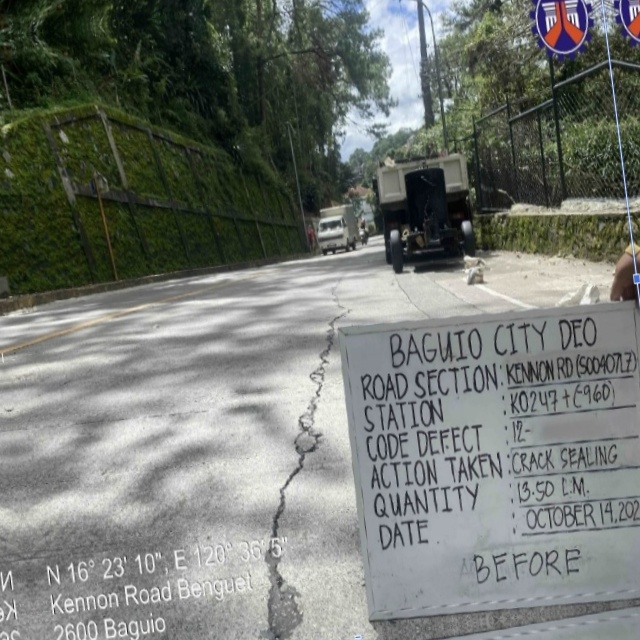 BAGUIO CITY DEO
ROAD SECTION: KENNON RD (S00407LZ)
STATION : K0247+(-960)
CODE DEFECT : 12-
ACTION TAKEN: CRACK SEALING
QUANTITY : 13.50 L.M.
DATE : OCTOBER 14, 202
BEFORE
N 16° 23' 10", E 120° 36' 5"
Kennon Road Benguet
2600 Baguio